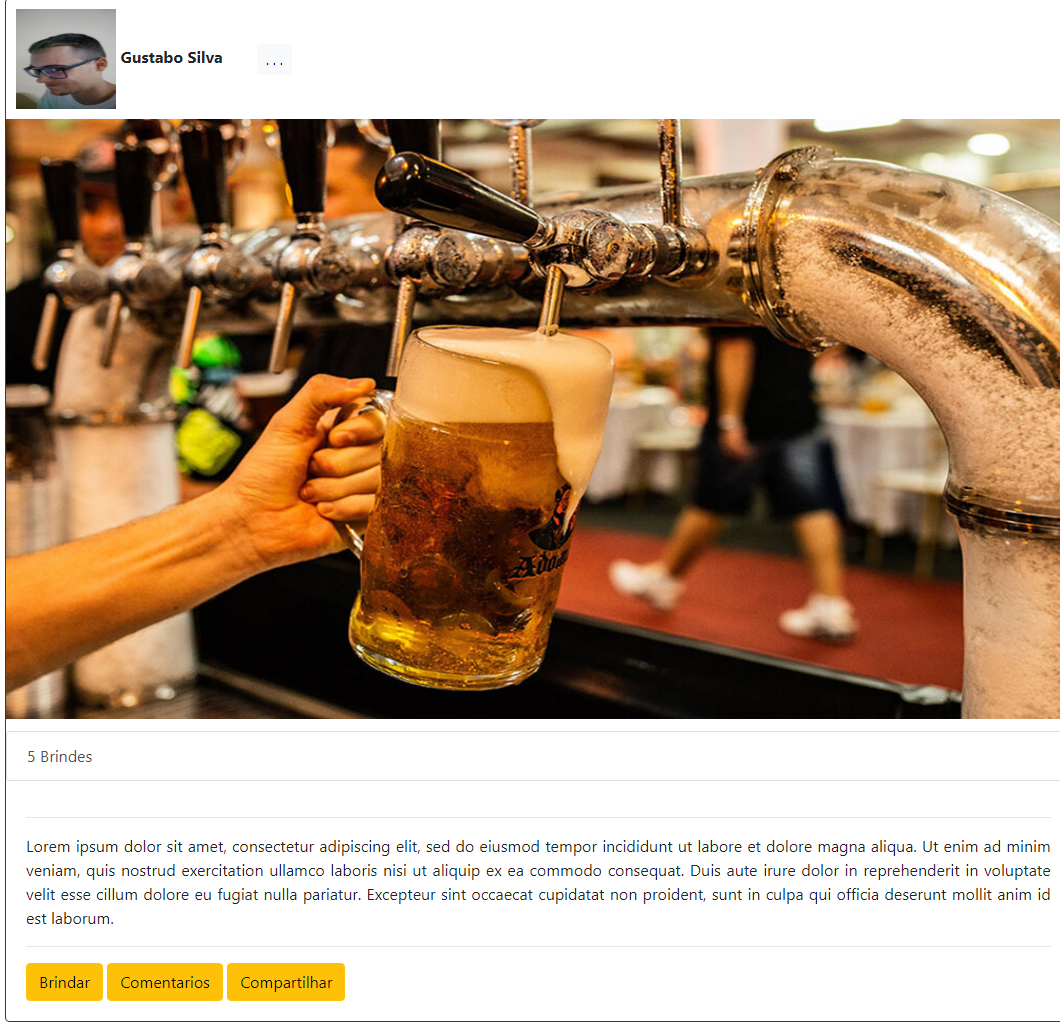 Gustabo Silva
...
5 Brindes
Lorem ipsum dolor sit amet, consectetur adipiscing elit, sed do eiusmod tempor incididunt ut labore et dolore magna aliqua. Ut enim ad minim
veniam, quis nostrud exercitation ullamco laboris nisi ut aliquip ex ea commodo consequat. Duis aute irure dolor in reprehenderit in voluptate
velit esse cillum dolore eu fugiat nulla pariatur. Excepteur sint occaecat cupidatat non proident, sunt in culpa qui officia deserunt mollit anim id
est laborum.
Brindar Comentarios Compartilhar